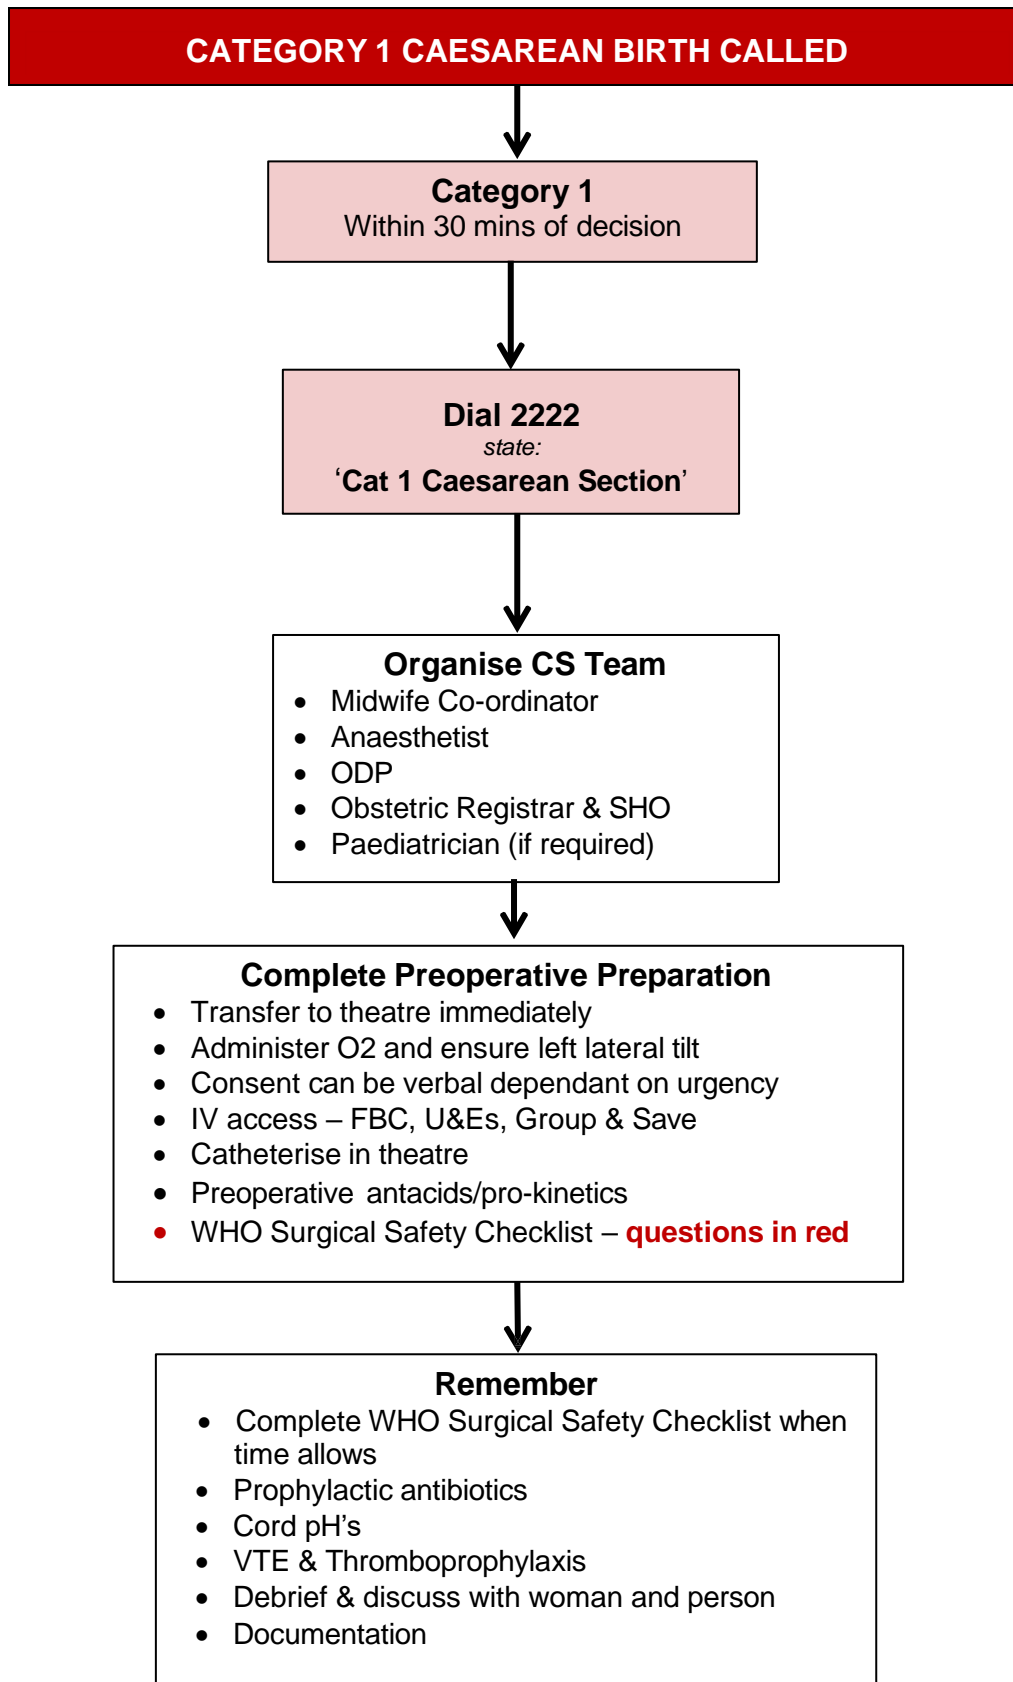 CATEGORY 1 CAESAREAN BIRTH CALLED
Category 1
Within 30 mins of decision
Dial 2222
state:
‘Cat 1 Caesarean Section’
Organise CS Team
• Midwife Co-ordinator
• Anaesthetist
• ODP
• Obstetric Registrar & SHO
• Paediatrician (if required)
Complete Preoperative Preparation
• Transfer to theatre immediately
• Administer O2 and ensure left lateral tilt
• Consent can be verbal dependant on urgency
• IV access – FBC, U&Es, Group & Save
• Catheterise in theatre
• Preoperative antacids/pro-kinetics
• WHO Surgical Safety Checklist – questions in red
Remember
• Complete WHO Surgical Safety Checklist when
time allows
• Prophylactic antibiotics
• Cord pH's
• VTE & Thromboprophylaxis
• Debrief & discuss with woman and person
• Documentation